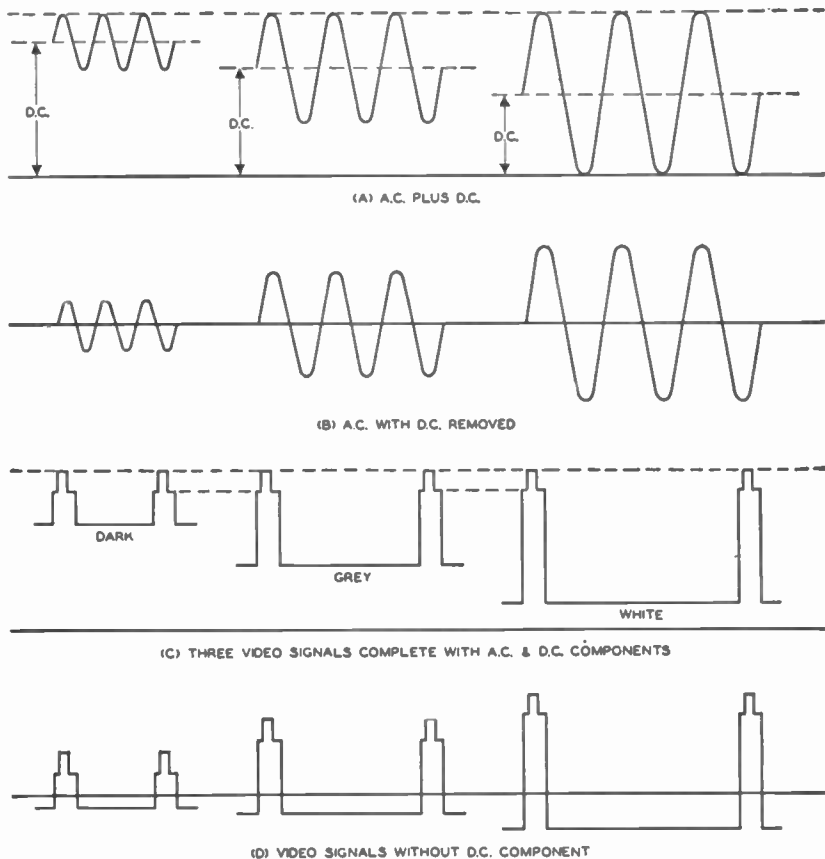 D.C.
D.C.
D.C.
(A) A.C. PLUS D.C.
(B) A.C. WITH D.C. REMOVED
DARK
GREY
WHITE
(C) THREE VIDEO SIGNALS COMPLETE WITH A.C. & D.C. COMPONENTS
(D) VIDEO SIGNALS WITHOUT D.C. COMPONENT